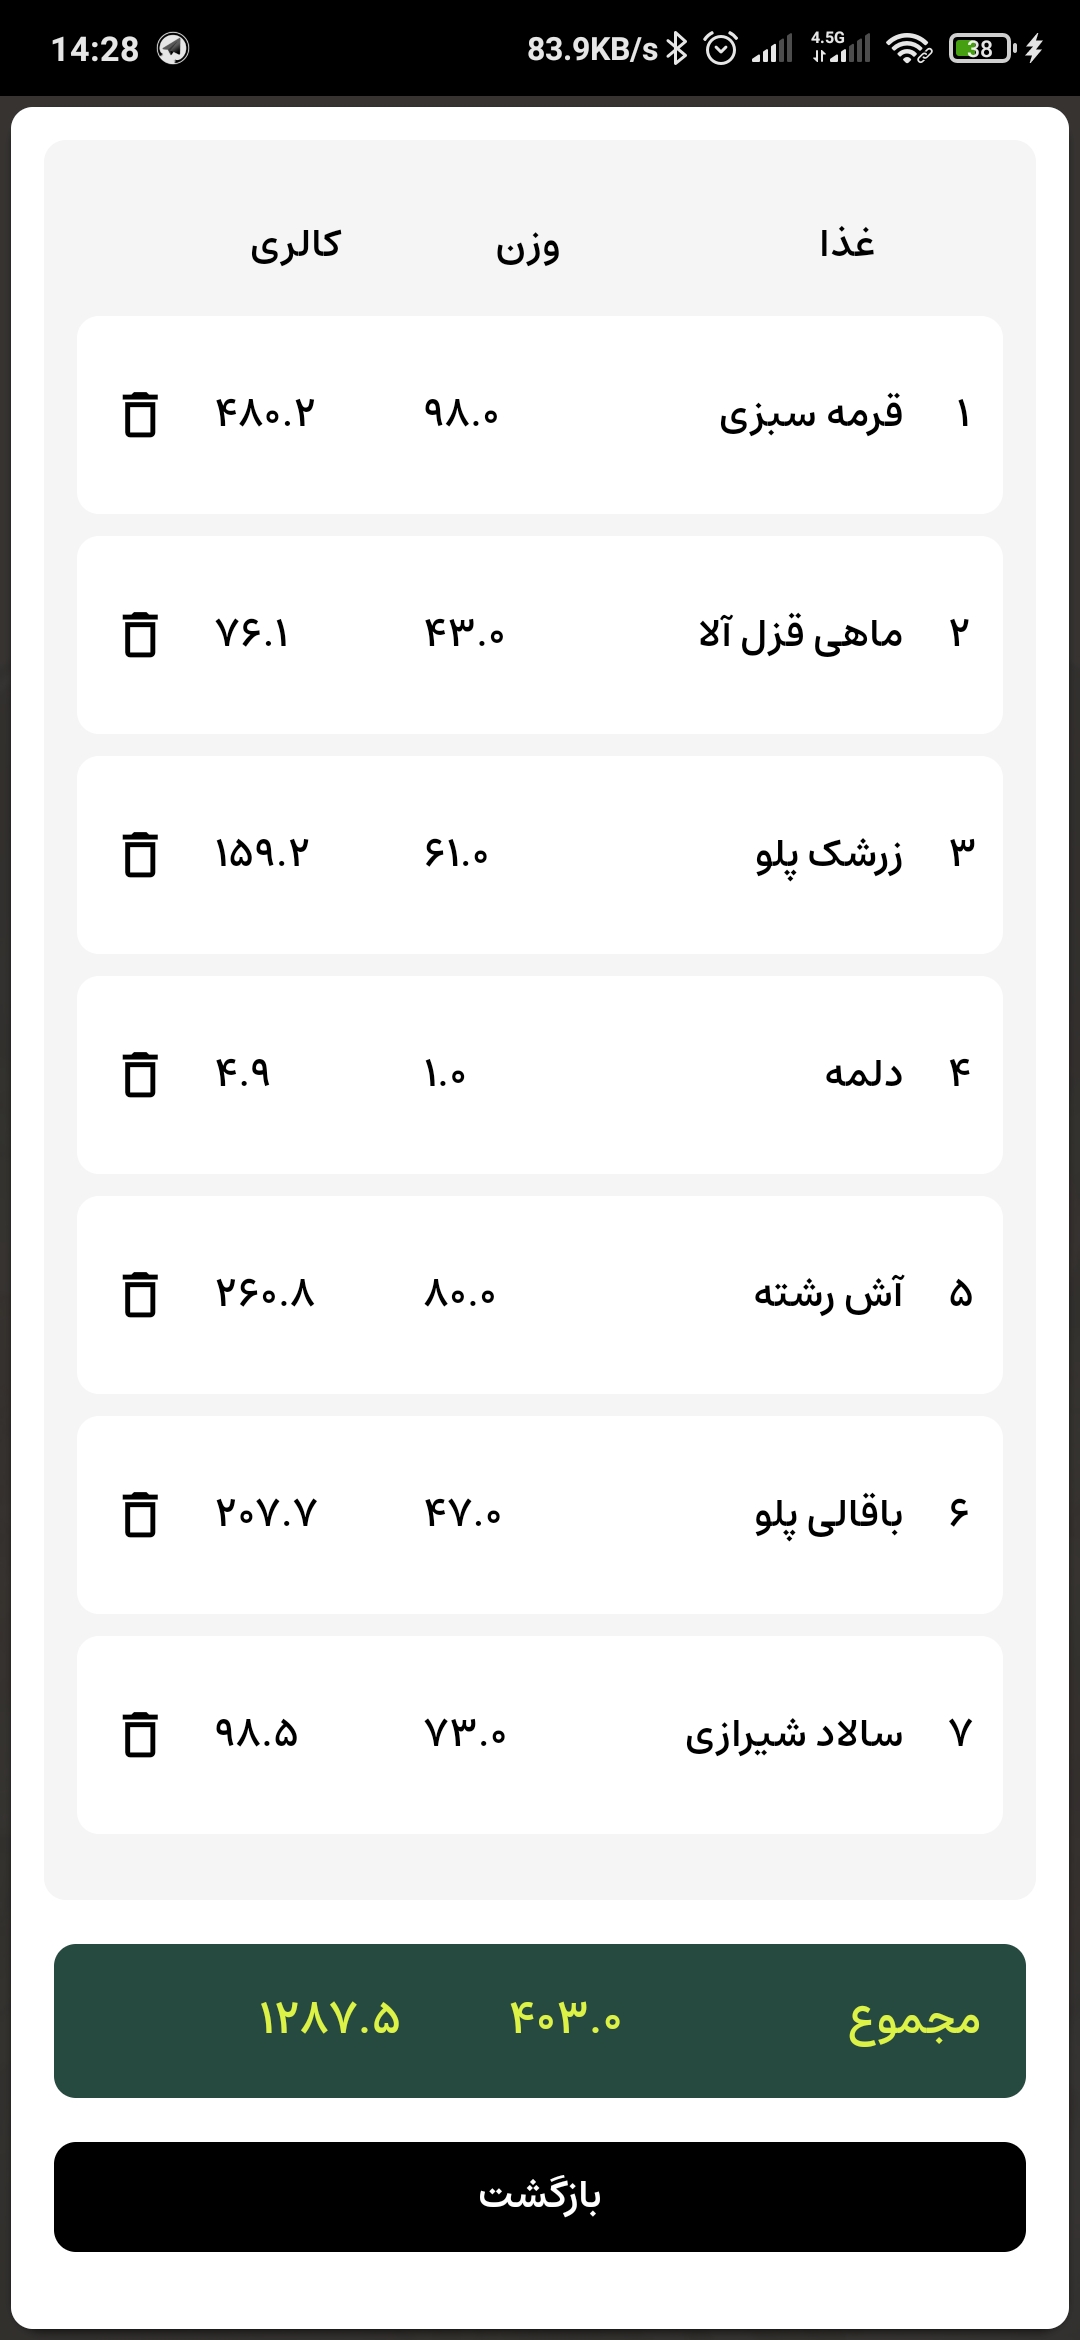 14:28 83.9KB/s 4.5G 38
غذا وزن کالری
۱ قرمه سبزی ۹۸.۰ ۴۸۰.۲
۲ ماهی قزل آلا ۴۳.۰ ۷۶.۱
۳ زرشک پلو ۶۱.۰ ۱۵۹.۲
۴ دلمه ۱.۰ ۴.۹
۵ آش رشته ۸۰.۰ ۲۶۰.۸
۶ باقالی پلو ۴۷.۰ ۲۰۷.۷
۷ سالاد شیرازی ۷۳.۰ ۹۸.۵
مجموع ۴۰۳.۰ ۱۲۸۷.۵
بازگشت